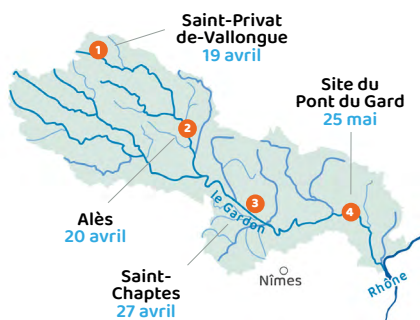 Saint-Privat
de-Vallongue
19 avril
1
Site du
Pont du Gard
25 mai
2
3
4
le Gardon
Alès
20 avril
Saint-
Chaptes
27 avril
Nîmes
Rhône